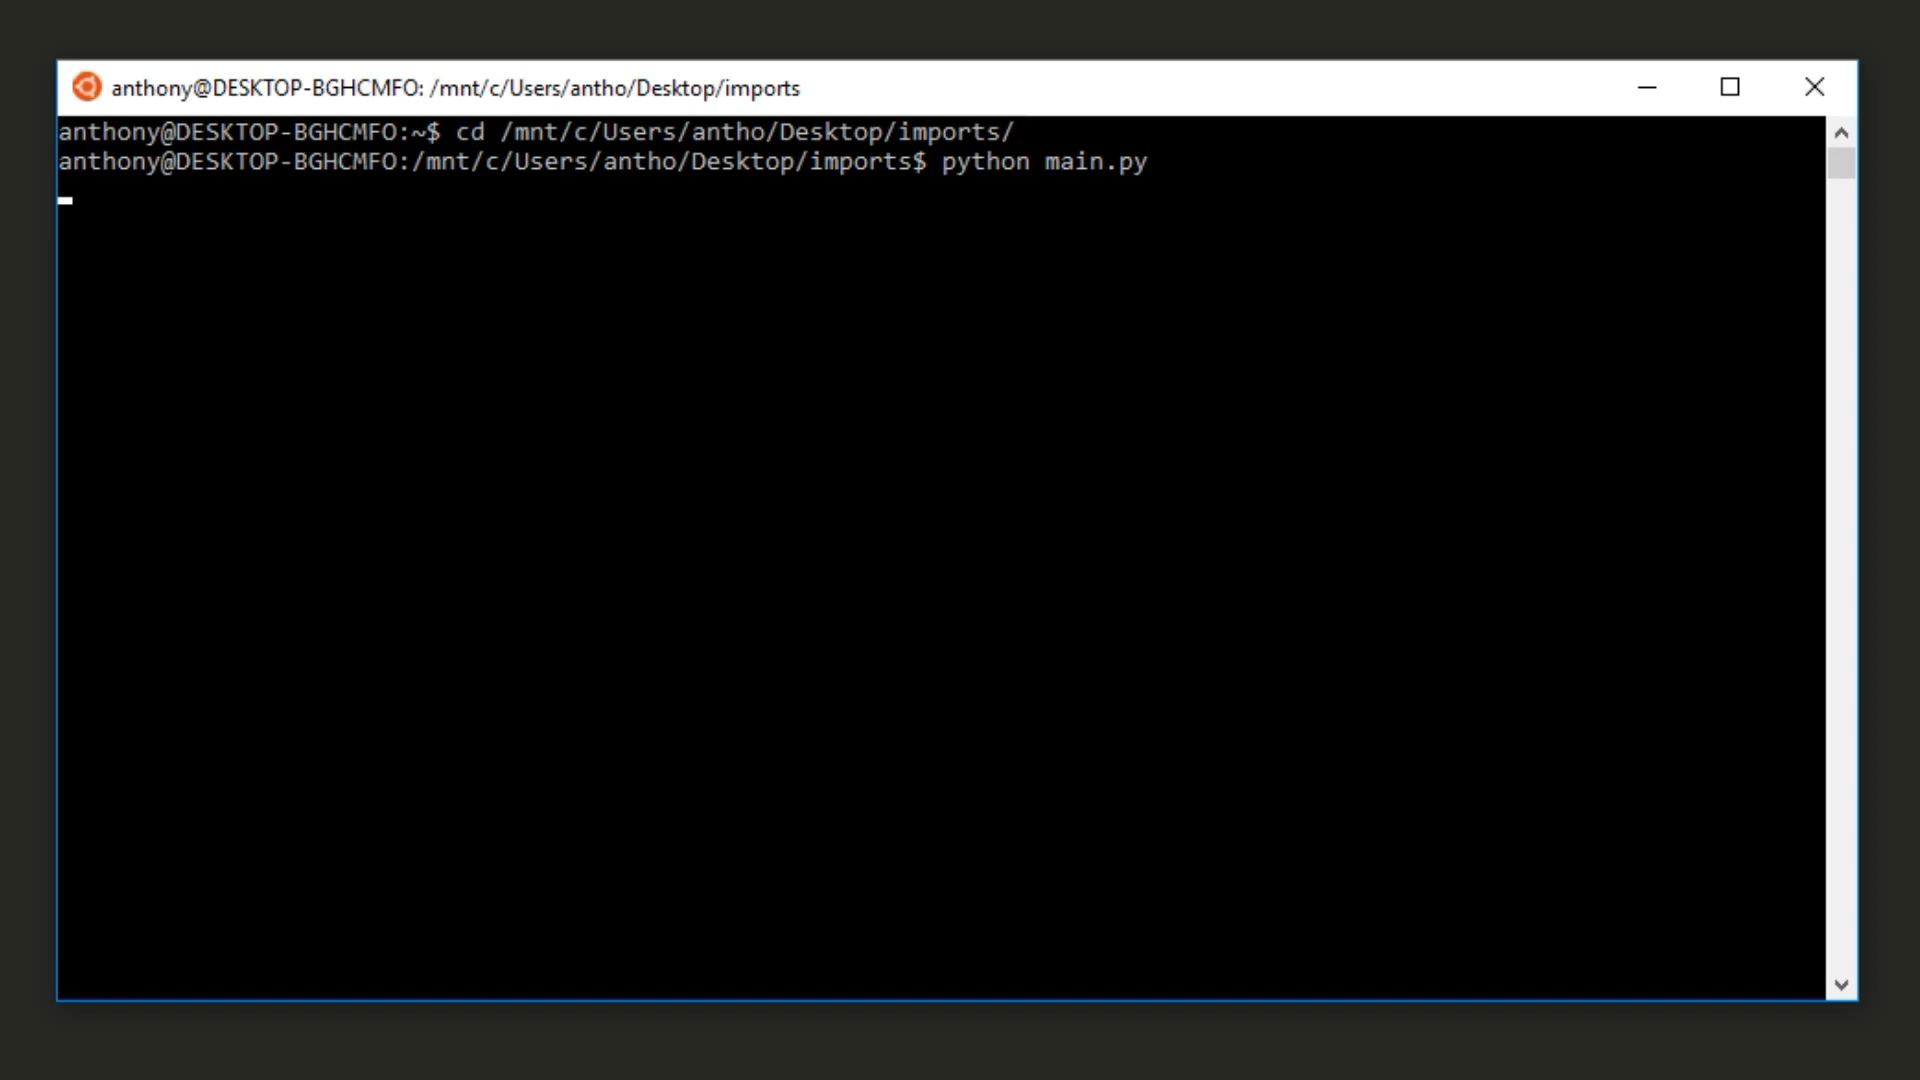 anthony@DESKTOP-BGHCMFO: /mnt/c/Users/antho/Desktop/imports
anthony@DESKTOP-BGHCMFO:~$ cd /mnt/c/Users/antho/Desktop/imports/
anthony@DESKTOP-BGHCMFO:/mnt/c/Users/antho/Desktop/imports$ python main.py